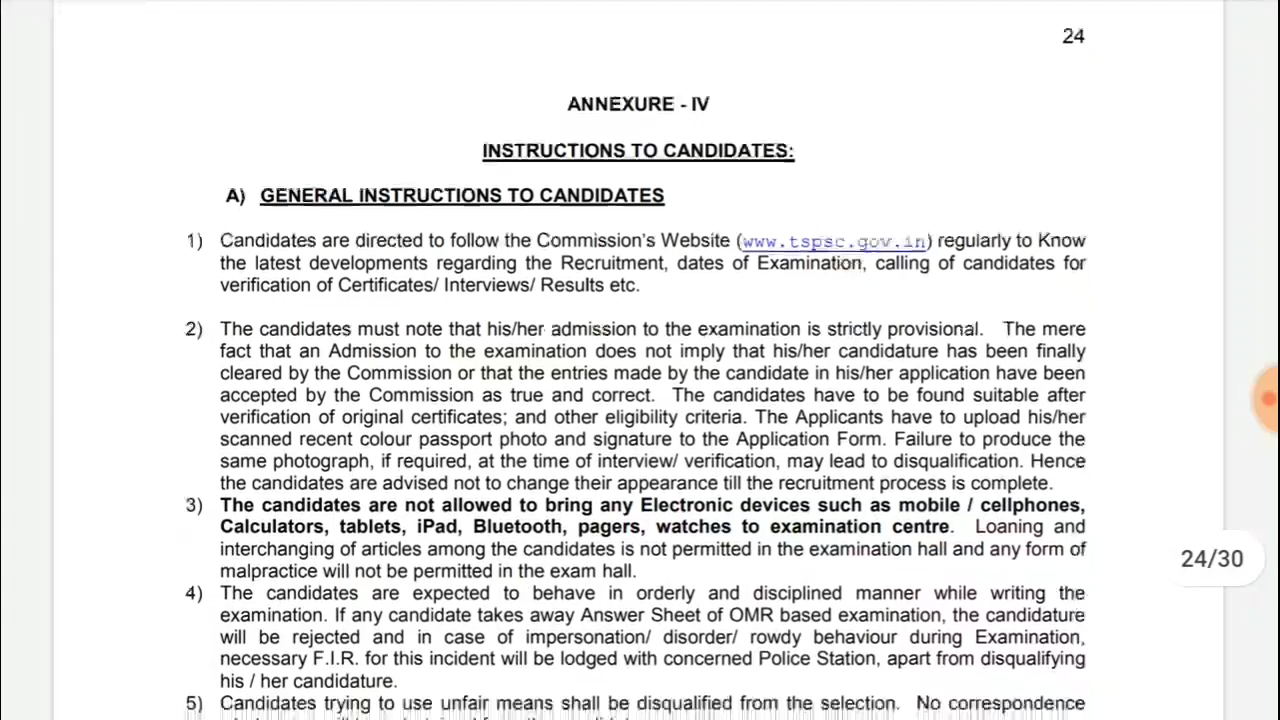 24
ANNEXURE - IV
INSTRUCTIONS TO CANDIDATES:
A) GENERAL INSTRUCTIONS TO CANDIDATES
1) Candidates are directed to follow the Commission's Website (www.tspsc.gov.in) regularly to Know
the latest developments regarding the Recruitment, dates of Examination, calling of candidates for
verification of Certificates/ Interviews/ Results etc.
2) The candidates must note that his/her admission to the examination is strictly provisional. The mere
fact that an Admission to the examination does not imply that his/her candidature has been finally
cleared by the Commission or that the entries made by the candidate in his/her application have been
accepted by the Commission as true and correct. The candidates have to be found suitable after
verification of original certificates; and other eligibility criteria. The Applicants have to upload his/her
scanned recent colour passport photo and signature to the Application Form. Failure to produce the
same photograph, if required, at the time of interview/ verification, may lead to disqualification. Hence
the candidates are advised not to change their appearance till the recruitment process is complete.
3) The candidates are not allowed to bring any Electronic devices such as mobile / cellphones,
Calculators, tablets, iPad, Bluetooth, pagers, watches to examination centre. Loaning and
interchanging of articles among the candidates is not permitted in the examination hall and any form of
malpractice will not be permitted in the exam hall.
24/30
4) The candidates are expected to behave in orderly and disciplined manner while writing the
examination. If any candidate takes away Answer Sheet of OMR based examination, the candidature
will be rejected and in case of impersonation/ disorder/ rowdy behaviour during Examination,
necessary F.I.R. for this incident will be lodged with concerned Police Station, apart from disqualifying
his / her candidature.
5) Candidates trying to use unfair means shall be disqualified from the selection. No correspondence